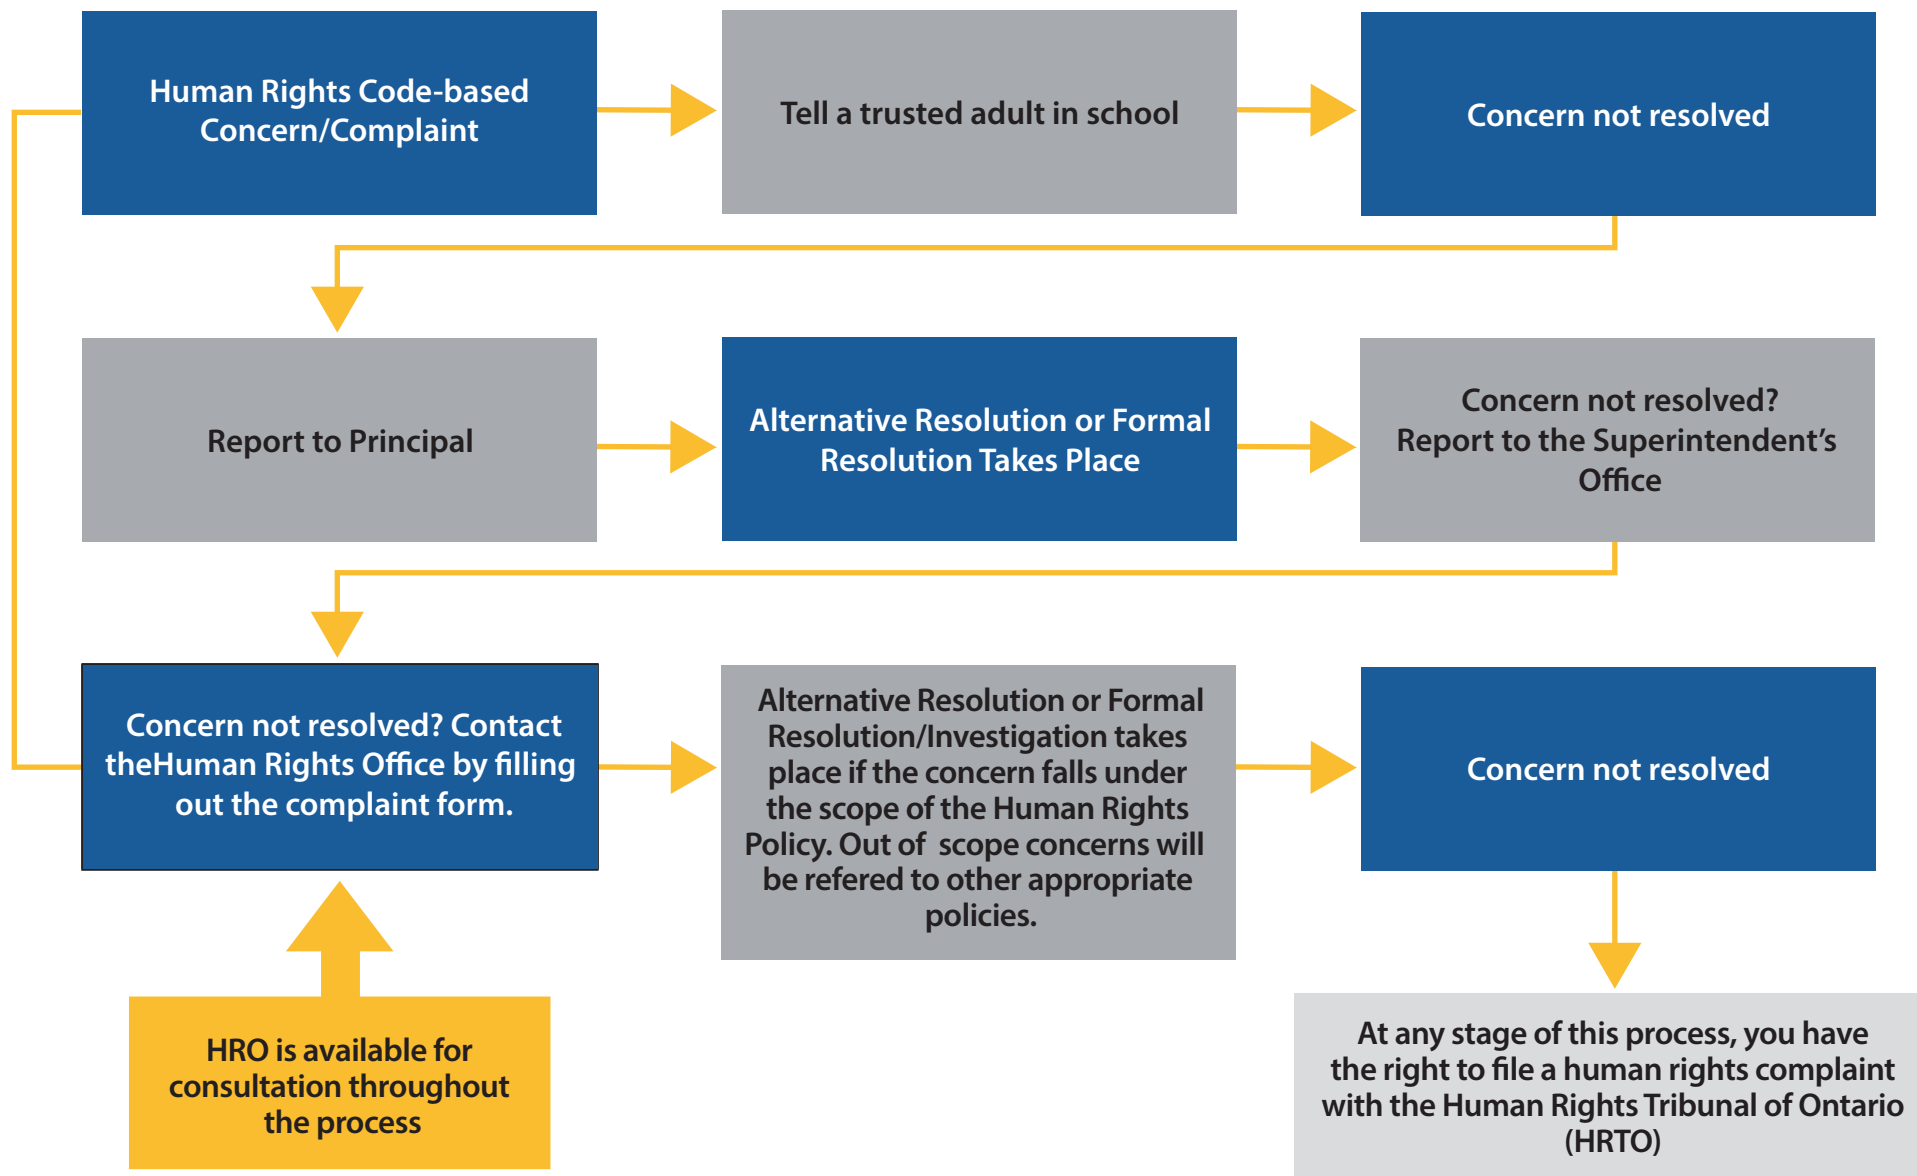 Human Rights Code-based
Concern/Complaint
Tell a trusted adult in school
Concern not resolved
Report to Principal
Alternative Resolution or Formal
Resolution Takes Place
Concern not resolved?
Report to the Superintendent’s
Office
Concern not resolved? Contact
theHuman Rights Office by filling
out the complaint form.
Alternative Resolution or Formal
Resolution/Investigation takes
place if the concern falls under
the scope of the Human Rights
Policy. Out of  scope concerns will
be refered to other appropriate
policies.
Concern not resolved
HRO is available for
consultation throughout
the process
At any stage of this process, you have
the right to file a human rights complaint
with the Human Rights Tribunal of Ontario
(HRTO)